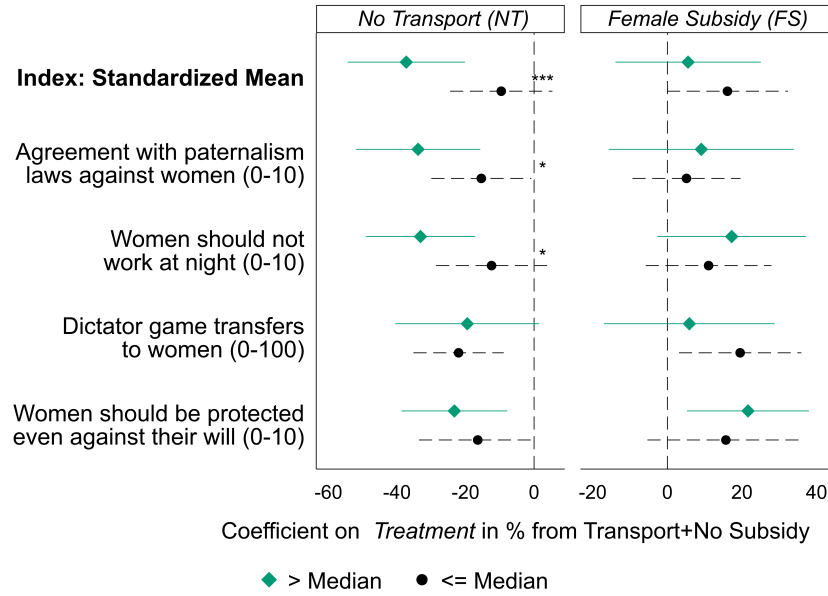 No Transport (NT)
Female Subsidy (FS)
Index: Standardized Mean
***
Agreement with paternalism
laws against women (0-10)
*
Women should not
work at night (0-10)
*
Dictator game transfers
to women (0-100)
Women should be protected
even against their will (0-10)
-60 -40 -20 0
-20 0 20 40
Coefficient on Treatment in % from Transport+No Subsidy
> Median
<= Median